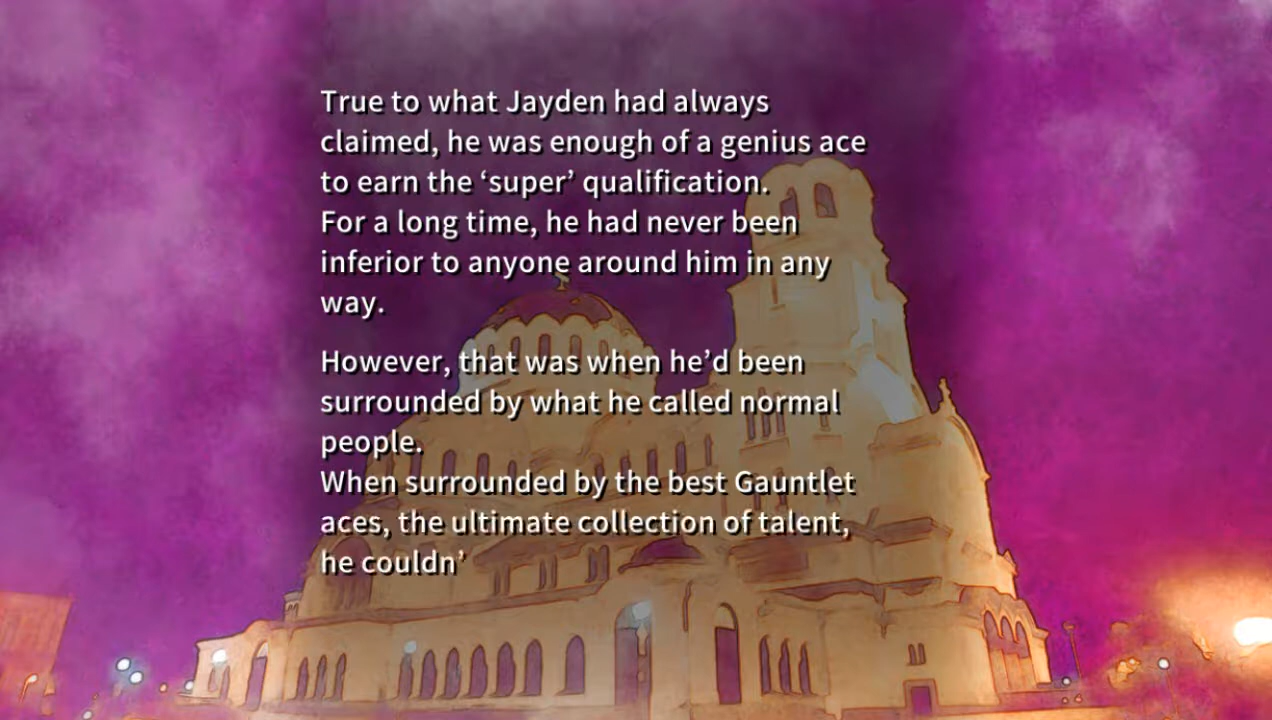 True to what Jayden had always
claimed, he was enough of a genius ace
to earn the ‘super’ qualification.
For a long time, he had never been
inferior to anyone around him in any
way.
However, that was when he’d been
surrounded by what he called normal
people.
When surrounded by the best Gauntlet
aces, the ultimate collection of talent,
he couldn’